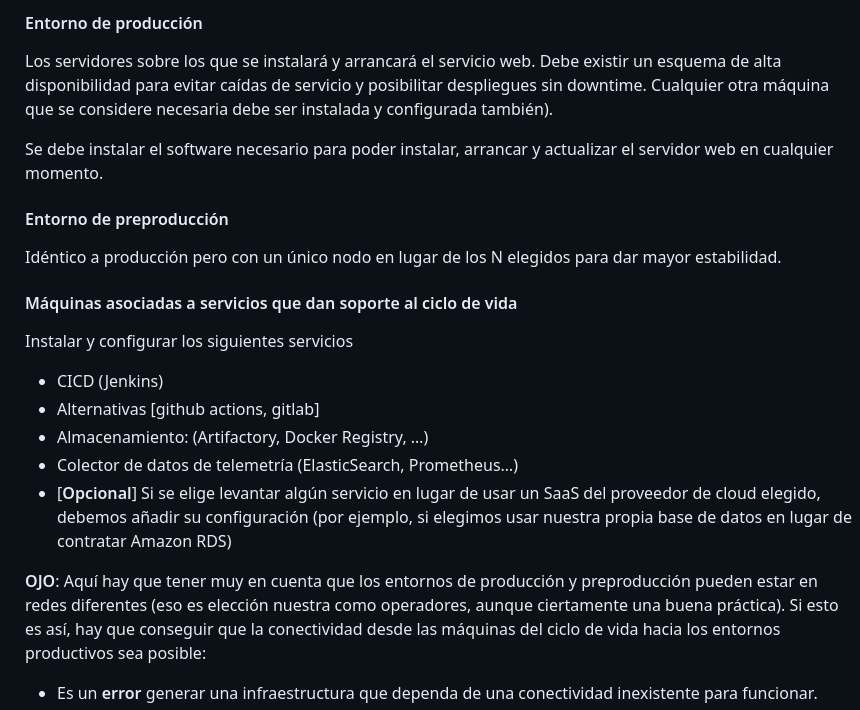 Entorno de producción
Los servidores sobre los que se instalará y arrancará el servicio web. Debe existir un esquema de alta
disponibilidad para evitar caídas de servicio y posibilitar despliegues sin downtime. Cualquier otra máquina
que se considere necesaria debe ser instalada y configurada también).
Se debe instalar el software necesario para poder instalar, arrancar y actualizar el servidor web en cualquier
momento.
Entorno de preproducción
Idéntico a producción pero con un único nodo en lugar de los N elegidos para dar mayor estabilidad.
Máquinas asociadas a servicios que dan soporte al ciclo de vida
Instalar y configurar los siguientes servicios
• CICD (Jenkins)
• Alternativas [github actions, gitlab]
• Almacenamiento: (Artifactory, Docker Registry, ...)
• Colector de datos de telemetría (ElasticSearch, Prometheus...)
• [Opcional] Si se elige levantar algún servicio en lugar de usar un SaaS del proveedor de cloud elegido,
debemos añadir su configuración (por ejemplo, si elegimos usar nuestra propia base de datos en lugar de
contratar Amazon RDS)
OJO: Aquí hay que tener muy en cuenta que los entornos de producción y preproducción pueden estar en
redes diferentes (eso es elección nuestra como operadores, aunque ciertamente una buena práctica). Si esto
es así, hay que conseguir que la conectividad desde las máquinas del ciclo de vida hacia los entornos
productivos sea posible:
• Es un error generar una infraestructura que dependa de una conectividad inexistente para funcionar.